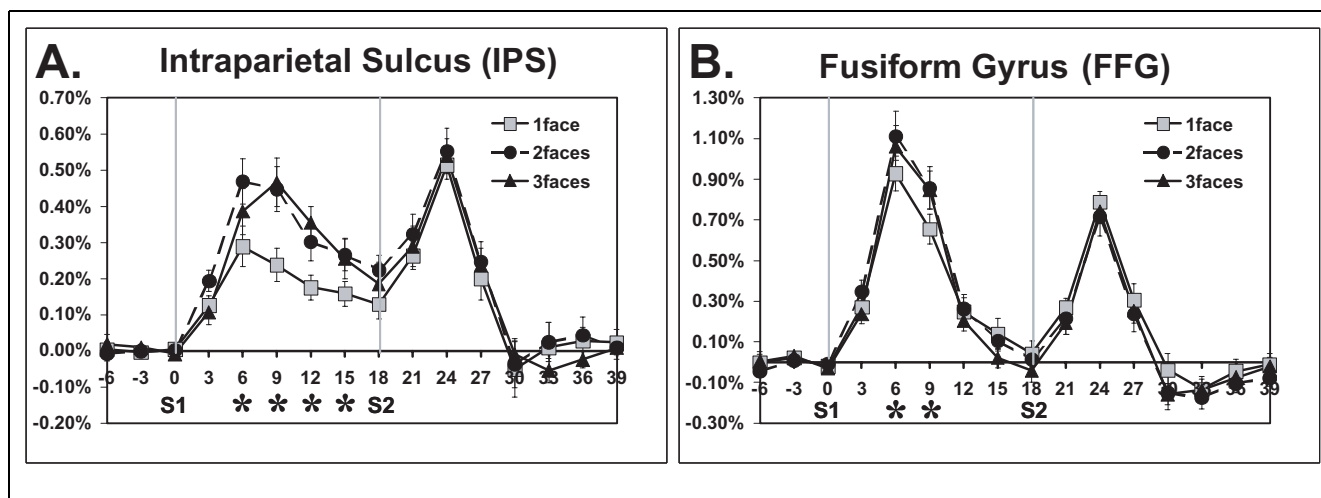 A. Intraparietal Sulcus (IPS)
0.70%
0.60%
0.50%
0.40%
0.30%
0.20%
0.10%
0.00%
-0.10%
-0.20%
1face
2faces
3faces
-6 -3 0 3 6 9 12 15 18 21 24 27 30 33 36 39
S1 * * * * S2
B. Fusiform Gyrus (FFG)
1.30%
1.10%
0.90%
0.70%
0.50%
0.30%
0.10%
-0.10%
-0.30%
1face
2faces
3faces
-6 -3 0 3 6 9 12 15 18 21 24 27 30 33 36 39
S1 * * S2